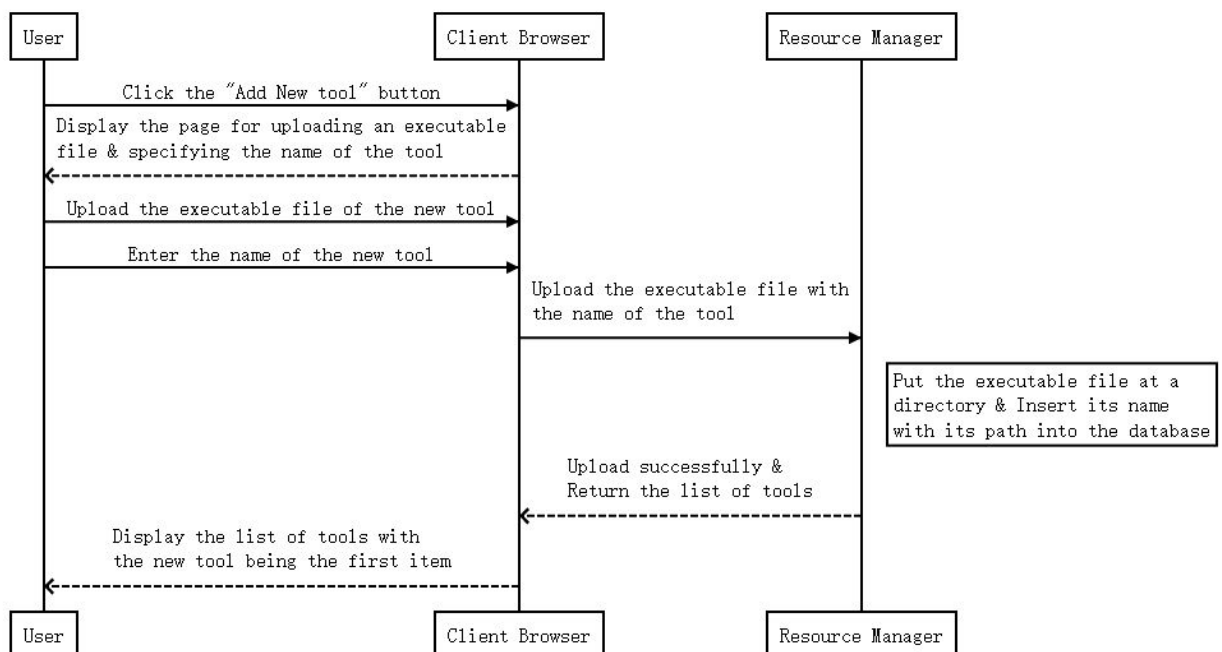 User
Client Browser
Resource Manager
Click the "Add New tool" button
Display the page for uploading an executable
file & specifying the name of the tool
Upload the executable file of the new tool
Enter the name of the new tool
Upload the executable file with
the name of the tool
Put the executable file at a
directory & Insert its name
with its path into the database
Upload successfully &
Return the list of tools
Display the list of tools with
the new tool being the first item
User
Client Browser
Resource Manager